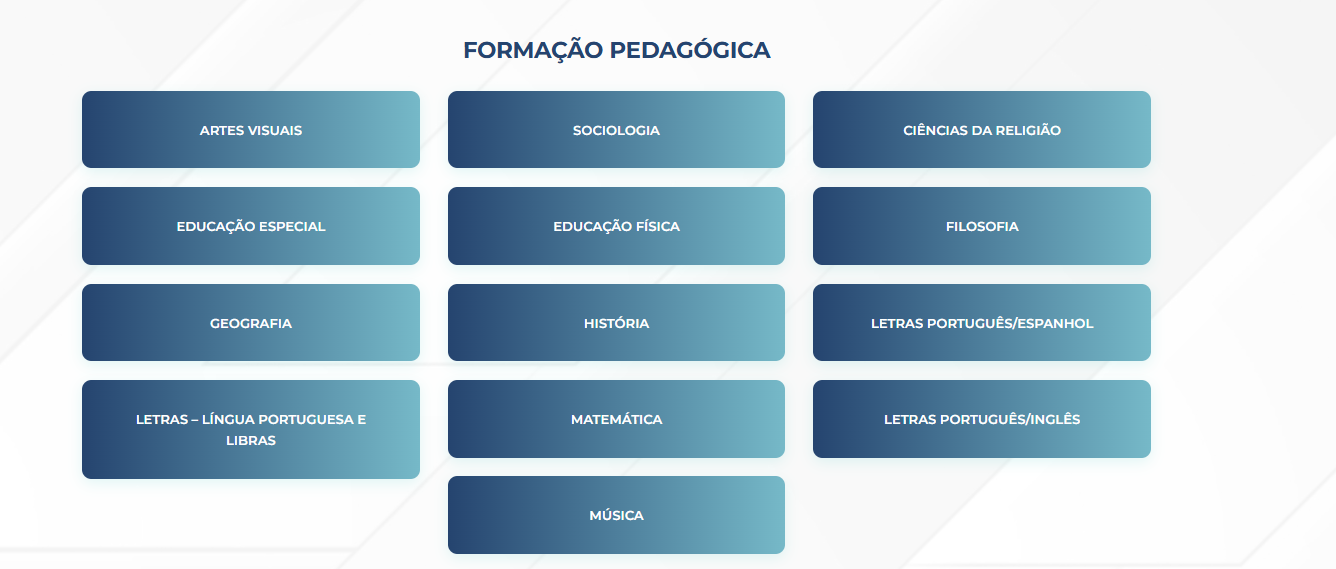 FORMAÇÃO PEDAGÓGICA
ARTES VISUAIS
SOCIOLOGIA
CIÊNCIAS DA RELIGIÃO
EDUCAÇÃO ESPECIAL
EDUCAÇÃO FÍSICA
FILOSOFIA
GEOGRAFIA
HISTÓRIA
LETRAS PORTUGUÊS/ESPANHOL
LETRAS – LÍNGUA PORTUGUESA E
LIBRAS
MATEMÁTICA
LETRAS PORTUGUÊS/INGLÊS
MÚSICA